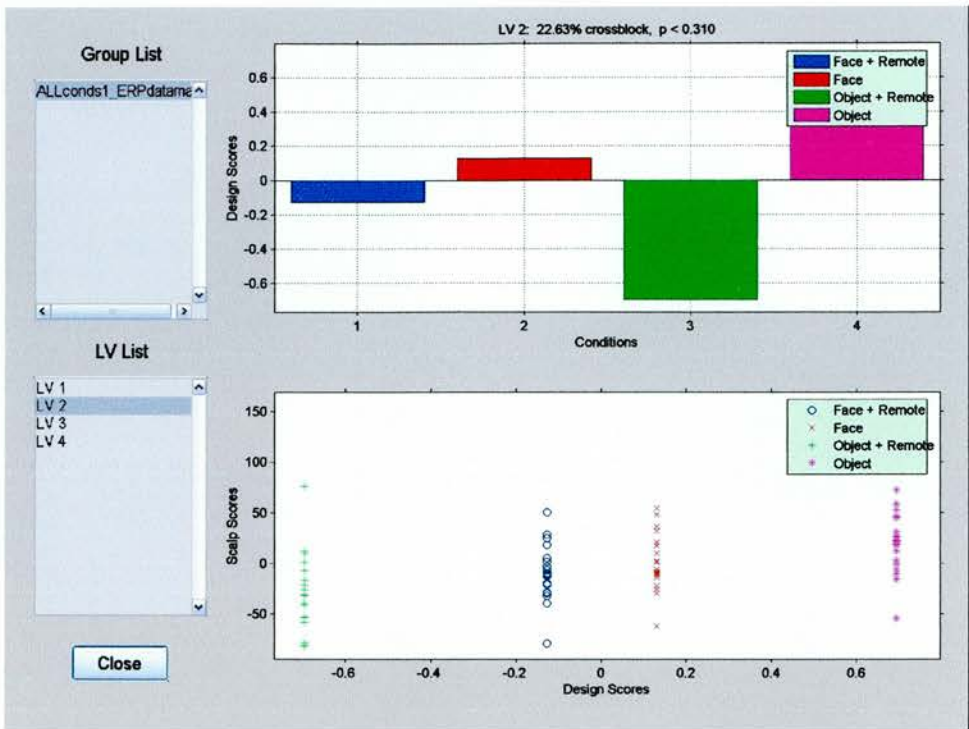 Group List
ALLconds1_ERPdatama
LV List
LV 1
LV 2
LV 3
LV 4
Close
LV 2: 22.63% crossblock, p < 0.310
Design Scores
0.6
0.4
0.2
0
-0.2
-0.4
-0.6
Face + Remote
Face
Object + Remote
Object
1 2 3 4
Conditions
Scalp Scores
150
100
50
0
-50
Face + Remote
Face
Object + Remote
Object
-0.6 -0.4 -0.2 0 0.2 0.4 0.6
Design Scores